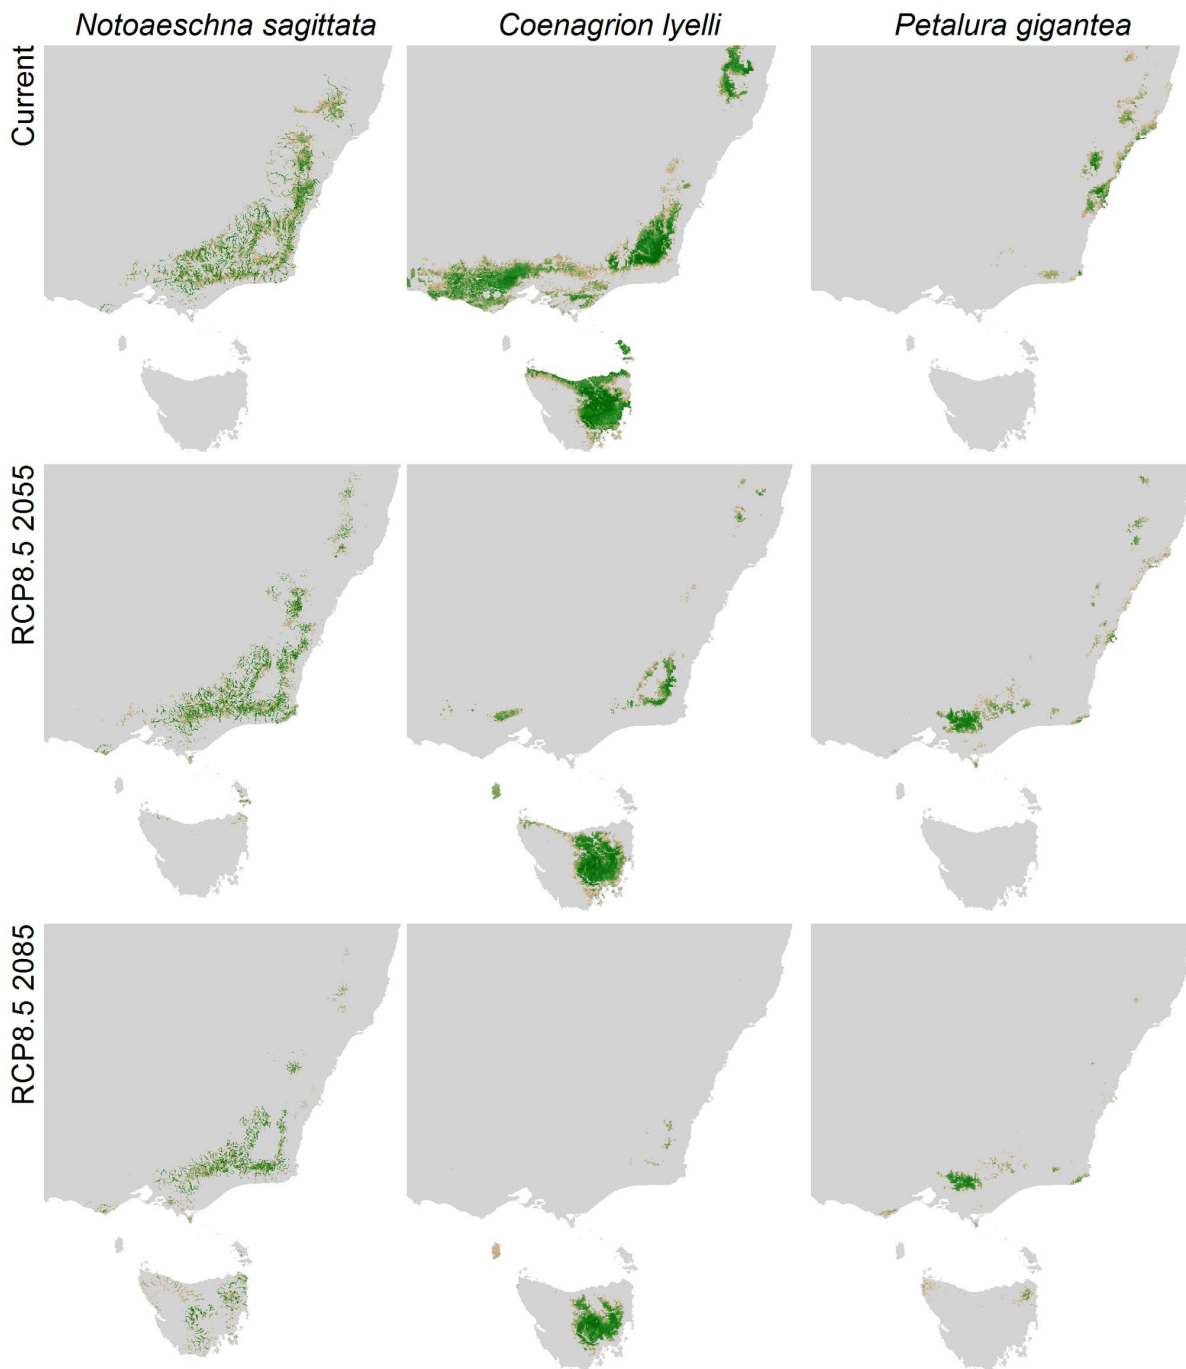 Notoaeschna sagittata
Coenagrion lyelli
Petalura gigantea
Current
RCP8.5 2055
RCP8.5 2085